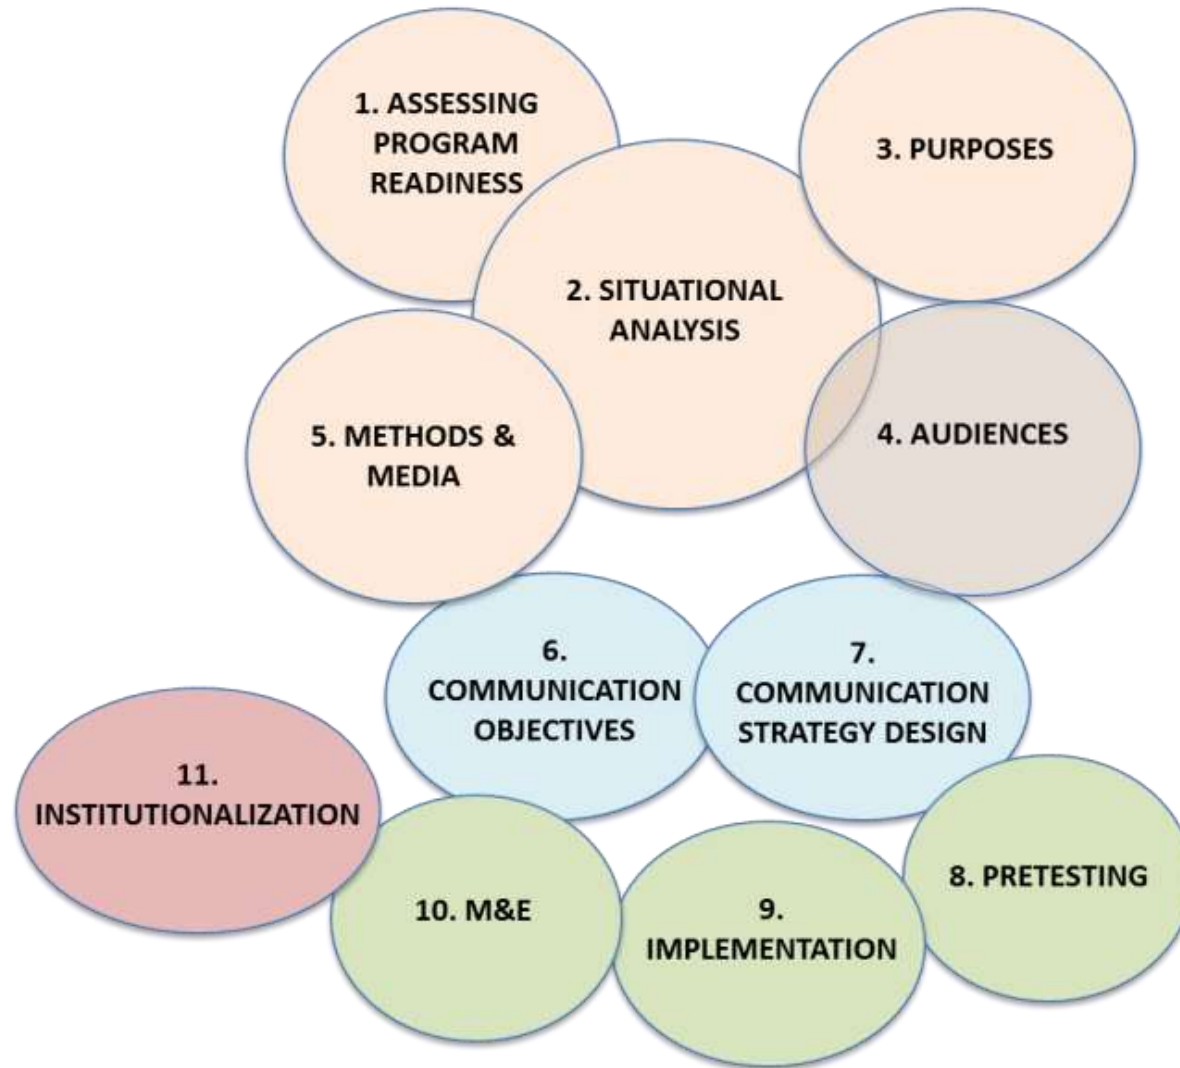 1. ASSESSING
PROGRAM
READINESS
2. SITUATIONAL
ANALYSIS
3. PURPOSES
4. AUDIENCES
5. METHODS &
MEDIA
6.
COMMUNICATION
OBJECTIVES
7.
COMMUNICATION
STRATEGY DESIGN
8. PRETESTING
9.
IMPLEMENTATION
10. M&E
11.
INSTITUTIONALIZATION